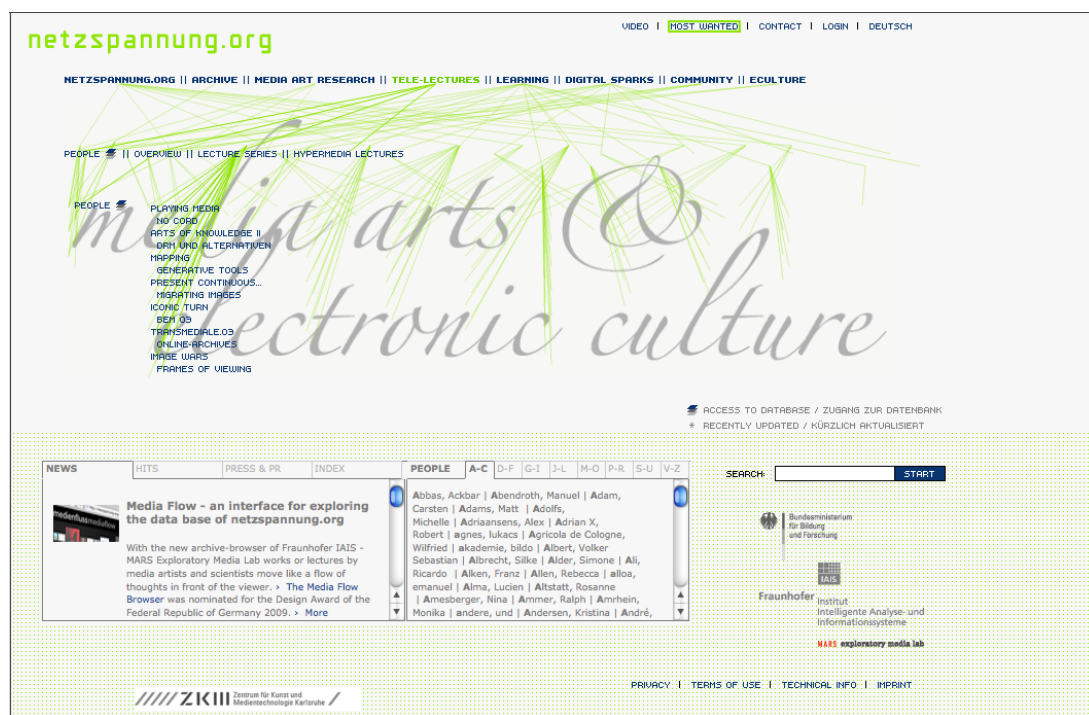 netzspannung.org
VIDEO | MOST WANTED | CONTACT | LOGIN | DEUTSCH
NETZSPANNUNG.ORG || ARCHIVE || MEDIA ART RESEARCH || TELE-LECTURES || LEARNING || DIGITAL SPARKS || COMMUNITY || ECULTURE
PEOPLE || OVERVIEW || LECTURE SERIES || HYPERMEDIA LECTURES
media arts &
electronic culture
PEOPLE
PLAYING MEDIA
NO CORD
ARTS OF KNOWLEDGE II
DRM UND ALTERNATIVEN
MAPPING
GENERATIVE TOOLS
PRESENT CONTINUOUS...
MIGRATING IMAGES
ICONIC TURN
BEM 03
TRANSMEDIALE.03
ONLINE-ARCHIVES
IMAGE WARS
FRAMES OF VIEWING
ACCESS TO DATABASE / ZUGANG ZUR DATENBANK
* RECENTLY UPDATED / KÜRZLICH AKTUALISIERT
NEWS HITS PRESS & PR INDEX
medienflussmediaflow
Media Flow - an interface for exploring
the data base of netzspannung.org
With the new archive-browser of Fraunhofer IAIS -
MARS Exploratory Media Lab works or lectures by
media artists and scientists move like a flow of
thoughts in front of the viewer. › The Media Flow
Browser was nominated for the Design Award of the
Federal Republic of Germany 2009. › More
PEOPLE A-C D-F G-I J-L M-O P-R S-U V-Z
Abbas, Ackbar | Abendroth, Manuel | Adam,
Carsten | Adams, Matt | Adolfs,
Michelle | Adriaansens, Alex | Adrian X,
Robert | agnes, lukacs | Agricola de Cologne,
Wilfried | akademie, bildo | Albert, Volker
Sebastian | Albrecht, Silke | Alder, Simone | Ali,
Ricardo | Alken, Franz | Allen, Rebecca | alloa,
emanuel | Alma, Lucien | Altstatt, Rosanne
| Amesberger, Nina | Ammer, Ralph | Amrhein,
Monika | andere, und | Andersen, Kristina | André,
SEARCH: START
Bundesministerium
für Bildung
und Forschung
IAIS
Fraunhofer Institut
Intelligente Analyse- und
Informationssysteme
MARS exploratory media lab
ZKM Zentrum für Kunst und
Medientechnologie Karlsruhe
PRIVACY | TERMS OF USE | TECHNICAL INFO | IMPRINT